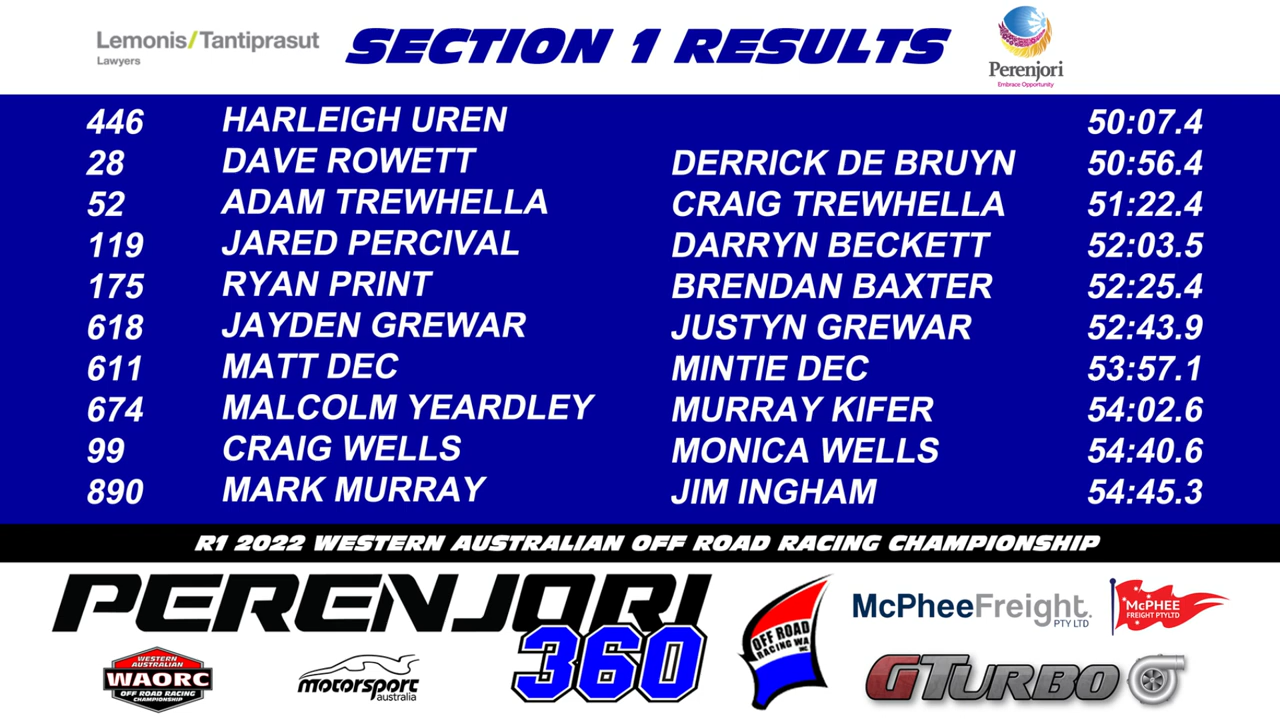 Lemonis/Tantiprasut
Lawyers
SECTION 1 RESULTS
Perenjori
Embrace Opportunity
446 HARLEIGH UREN 50:07.4
28 DAVE ROWETT DERRICK DE BRUYN 50:56.4
52 ADAM TREWHELLA CRAIG TREWHELLA 51:22.4
119 JARED PERCIVAL DARRYN BECKETT 52:03.5
175 RYAN PRINT BRENDAN BAXTER 52:25.4
618 JAYDEN GREWAR JUSTYN GREWAR 52:43.9
611 MATT DEC MINTIE DEC 53:57.1
674 MALCOLM YEARDLEY MURRAY KIFER 54:02.6
99 CRAIG WELLS MONICA WELLS 54:40.6
890 MARK MURRAY JIM INGHAM 54:45.3
R1 2022 WESTERN AUSTRALIAN OFF ROAD RACING CHAMPIONSHIP
PERENJORI
360
WESTERN
AUSTRALIAN
WAORC
OFF ROAD RACING
CHAMPIONSHIP
motorsport
australia
OFF ROAD
RACING WA
INC
McPheeFreight.
PTY LTD
McPHEE
FREIGHT PTYLTD
GTURBO